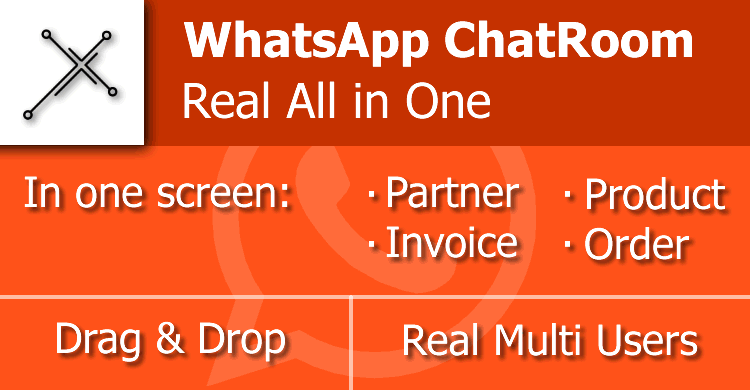 WhatsApp ChatRoom
Real All in One
In one screen:
· Partner · Product
· Invoice · Order
Drag & Drop
Real Multi Users